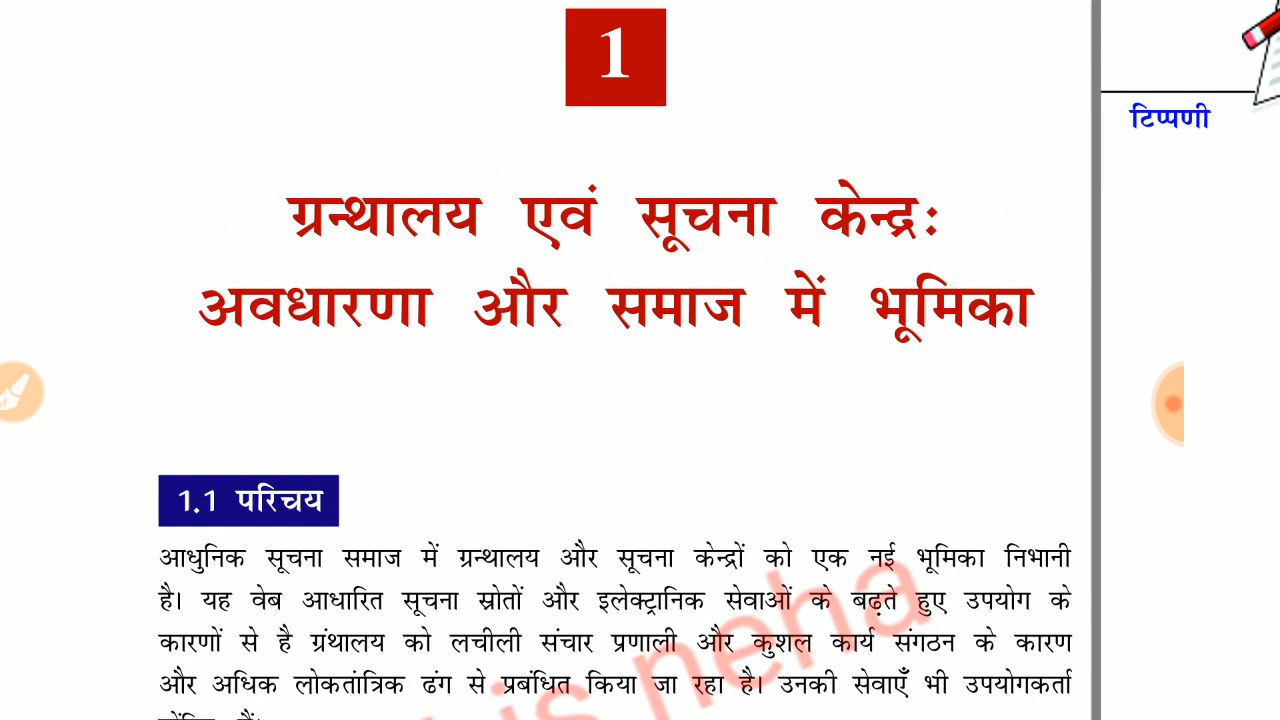 1
टिप्पणी
ग्रन्थालय एवं सूचना केन्द्रः
अवधारणा और समाज में भूमिका
1.1 परिचय
आधुनिक सूचना समाज में ग्रन्थालय और सूचना केन्द्रों को एक नई भूमिका निभानी
है। यह वेब आधारित सूचना स्रोतों और इलेक्ट्रानिक सेवाओं के बढ़ते हुए उपयोग के
कारणों से है ग्रंथालय को लचीली संचार प्रणाली और कुशल कार्य संगठन के कारण
और अधिक लोकतांत्रिक ढंग से प्रबंधित किया जा रहा है। उनकी सेवाएँ भी उपयोगकर्ता
is neha